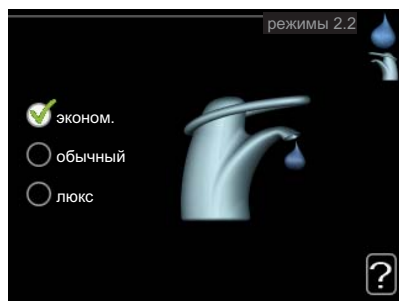 режимы 2.2
эконом.
обычный
люкс
?